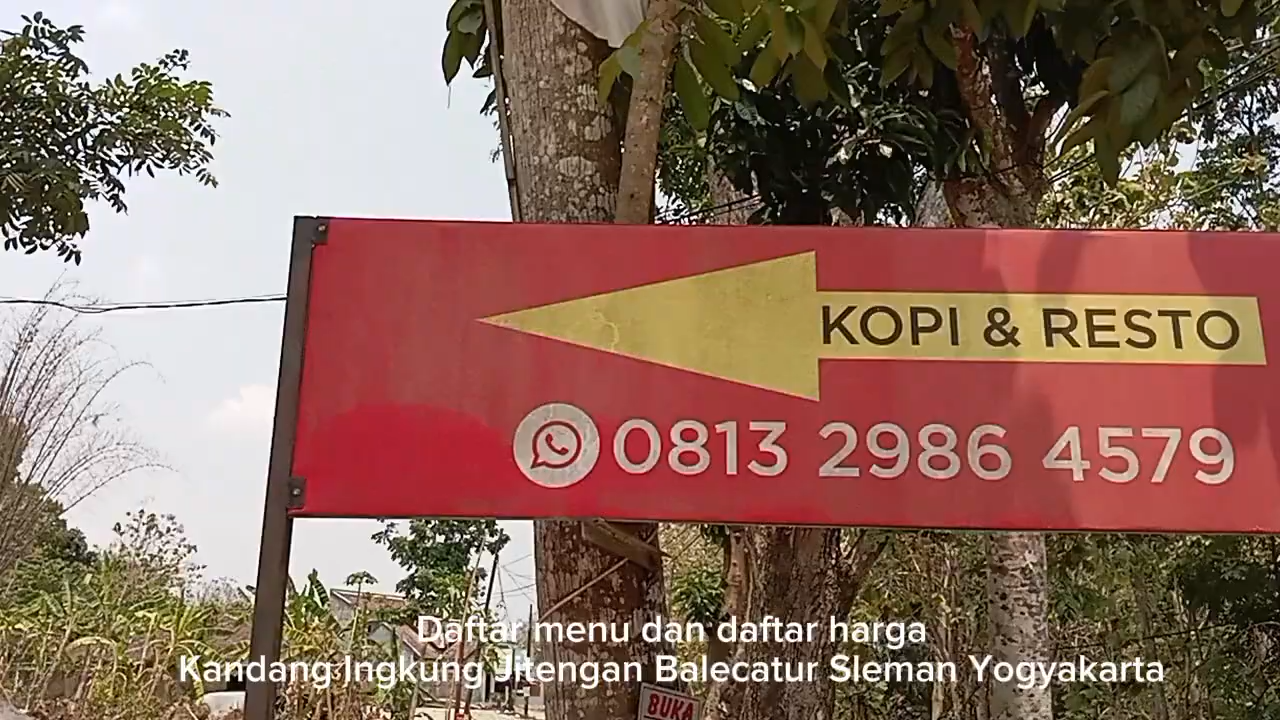 KOPI & RESTO
0813 2986 4579
Daftar menu dan daftar harga
Kandang Ingkung Jitengan Balecatur Sleman Yogyakarta
BUKA